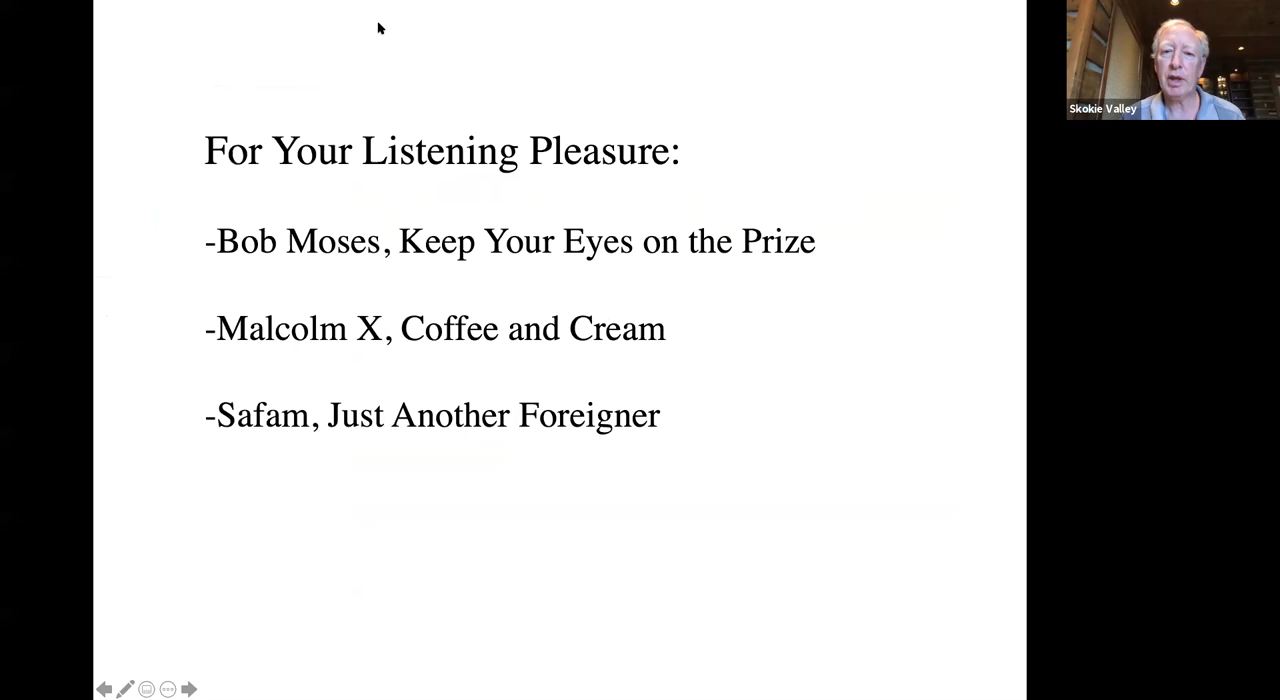 For Your Listening Pleasure:
-Bob Moses, Keep Your Eyes on the Prize
-Malcolm X, Coffee and Cream
-Safam, Just Another Foreigner
Skokie Valley